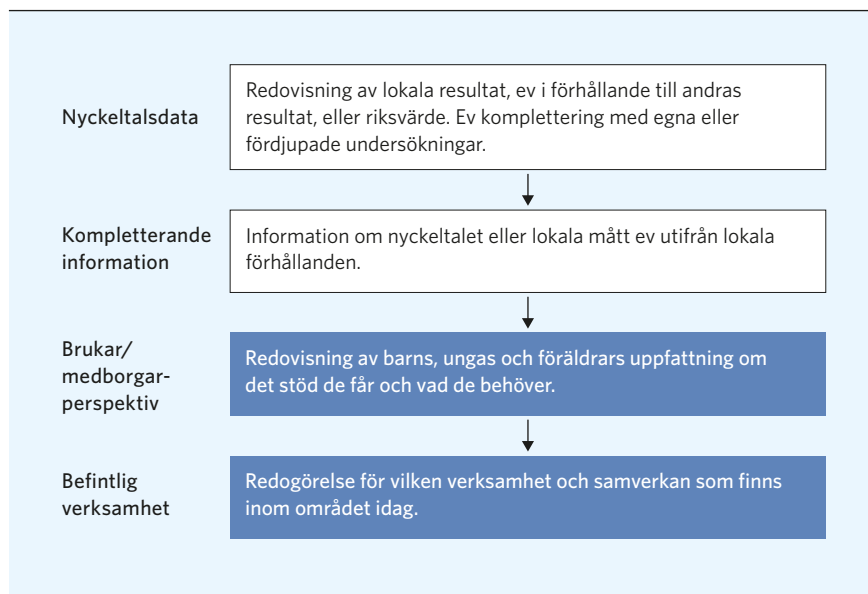 Nyckeltalsdata
Redovisning av lokala resultat, ev i förhållande till andras
resultat, eller riksvärde. Ev komplettering med egna eller
fördjupade undersökningar.
Kompletterande
information
Information om nyckeltalet eller lokala mått ev utifrån lokala
förhållanden.
Brukar/
medborgar-
perspektiv
Redovisning av barns, ungas och föräldrars uppfattning om
det stöd de får och vad de behöver.
Befintlig
verksamhet
Redogörelse för vilken verksamhet och samverkan som finns
inom området idag.